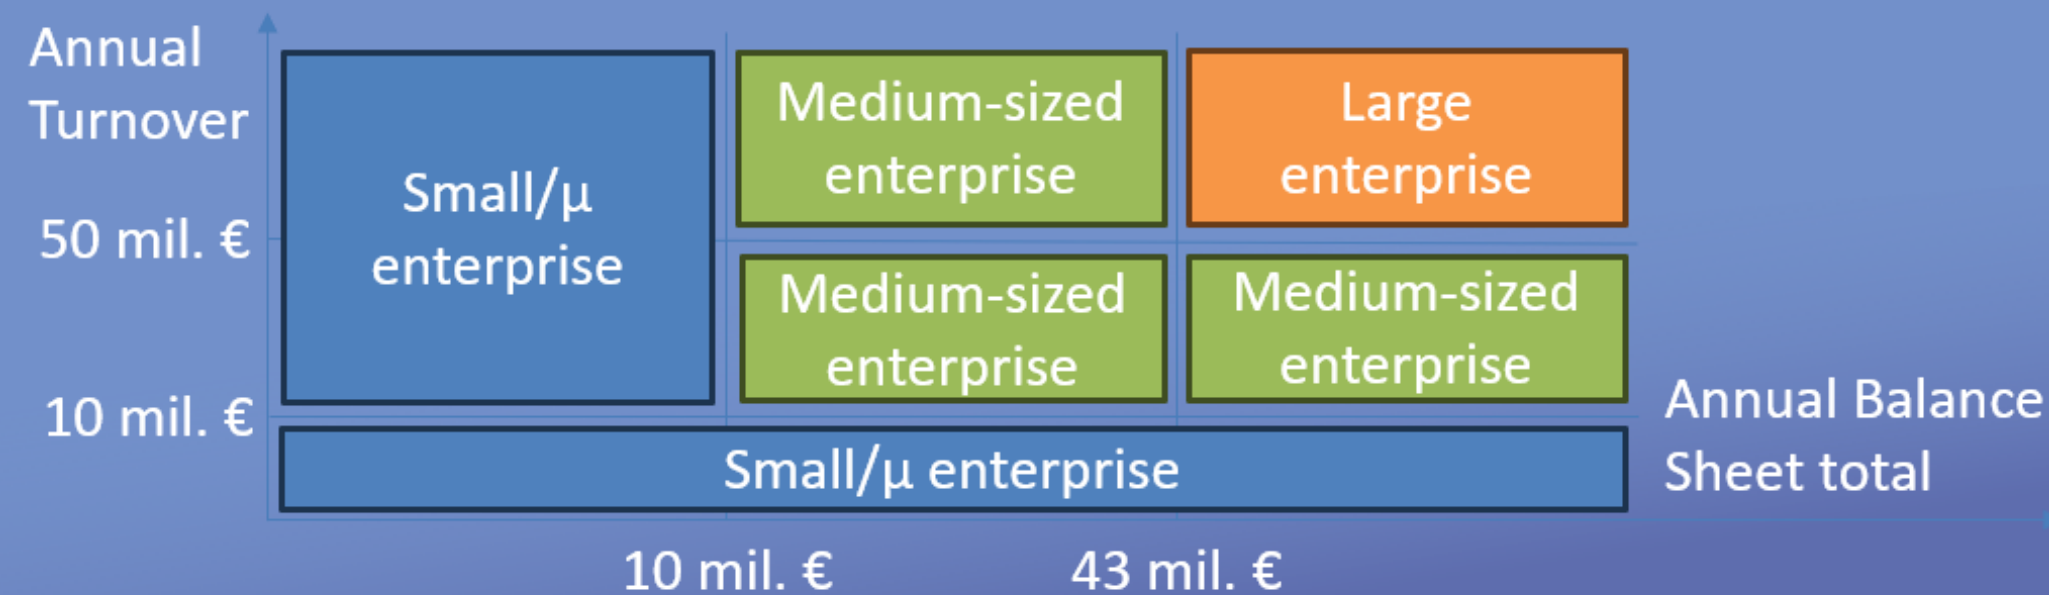 Annual
Turnover
50 mil. €
10 mil. €
Small/μ
enterprise
Medium-sized
enterprise
Large
enterprise
Medium-sized
enterprise
Medium-sized
enterprise
Small/μ enterprise
Annual Balance
Sheet total
10 mil. €
43 mil. €